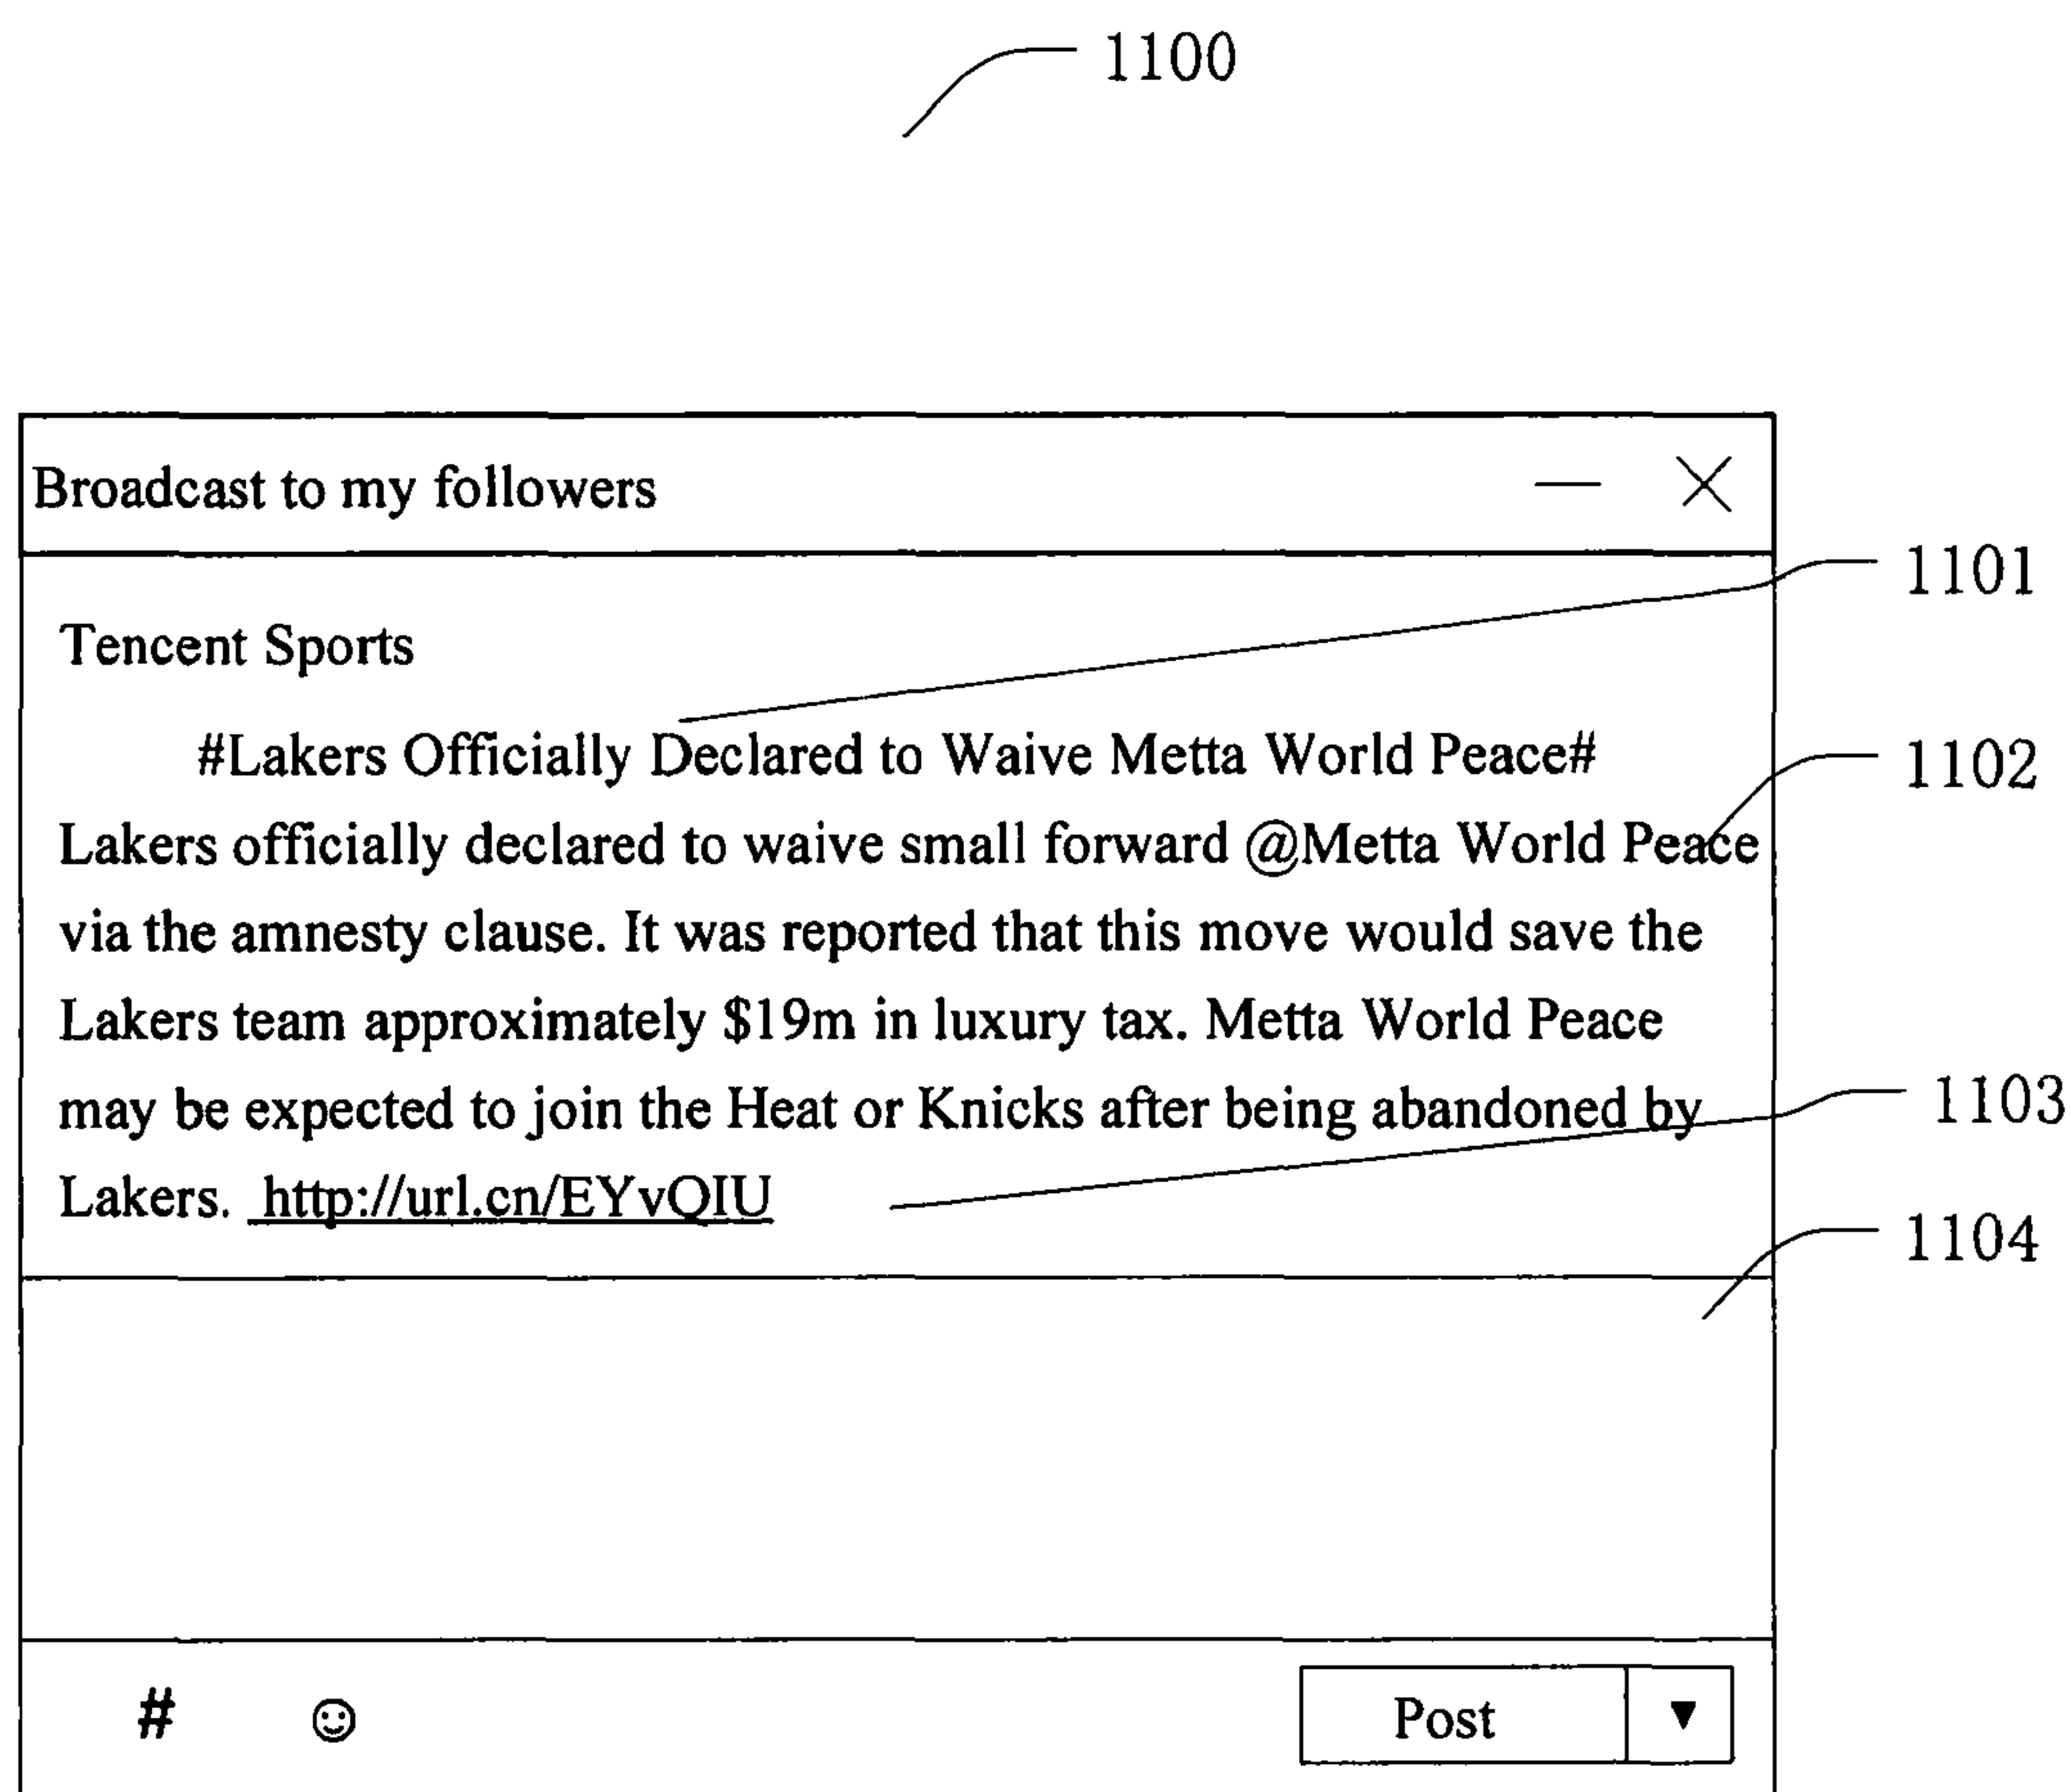 1100
Broadcast to my followers
1101
Tencent Sports
#Lakers Officially Declared to Waive Metta World Peace#
1102
Lakers officially declared to waive small forward @Metta World Peace
via the amnesty clause. It was reported that this move would save the
Lakers team approximately $19m in luxury tax. Metta World Peace
1103
may be expected to join the Heat or Knicks after being abandoned by
Lakers. http://url.cn/EYvQIU
1104
# ☺ Post ▼